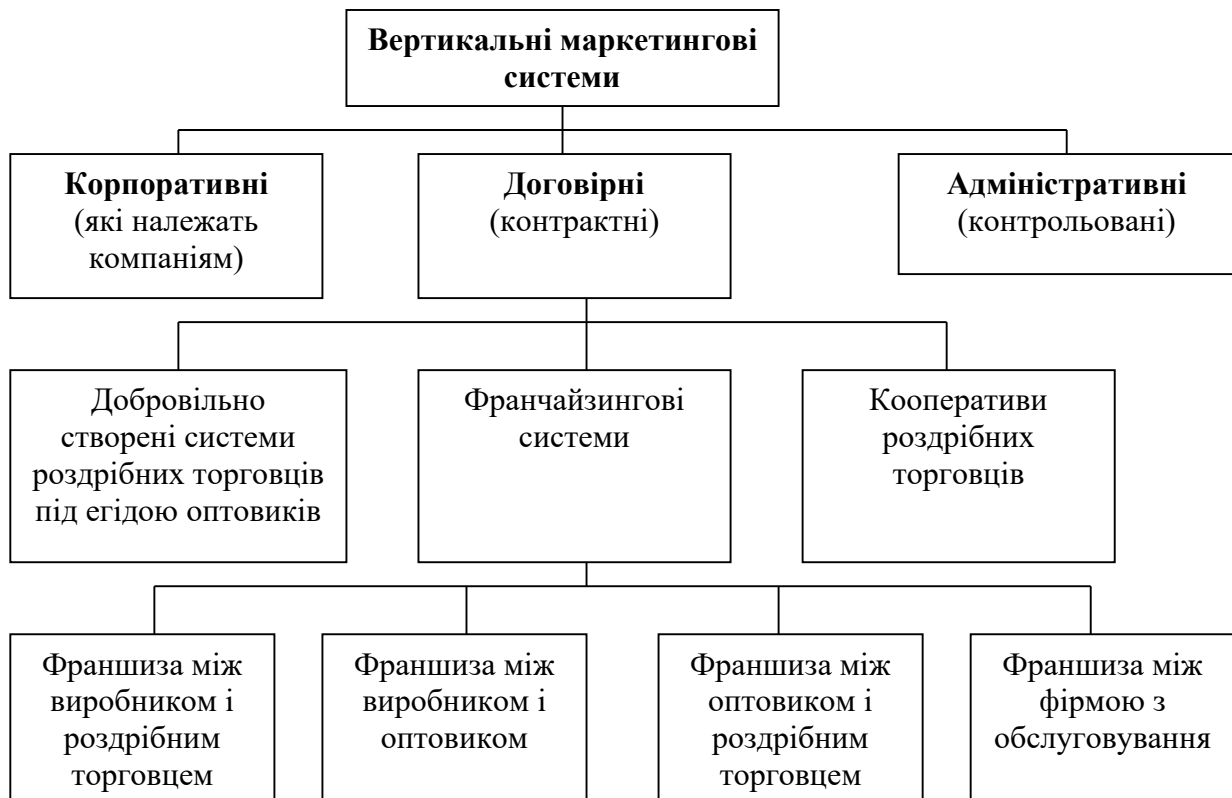 Вертикальні маркетингові
системи
Корпоративні
(які належать
компаніям)
Договірні
(контрактні)
Адміністративні
(контрольовані)
Добровільно
створені системи
роздрібних торговців
під егідою оптовиків
Франчайзингові
системи
Кооперативи
роздрібних
торговців
Франшиза між
виробником і
роздрібним
торговцем
Франшиза між
виробником і
оптовиком
Франшиза між
оптовиком і
роздрібним
торговцем
Франшиза між
фірмою з
обслуговування